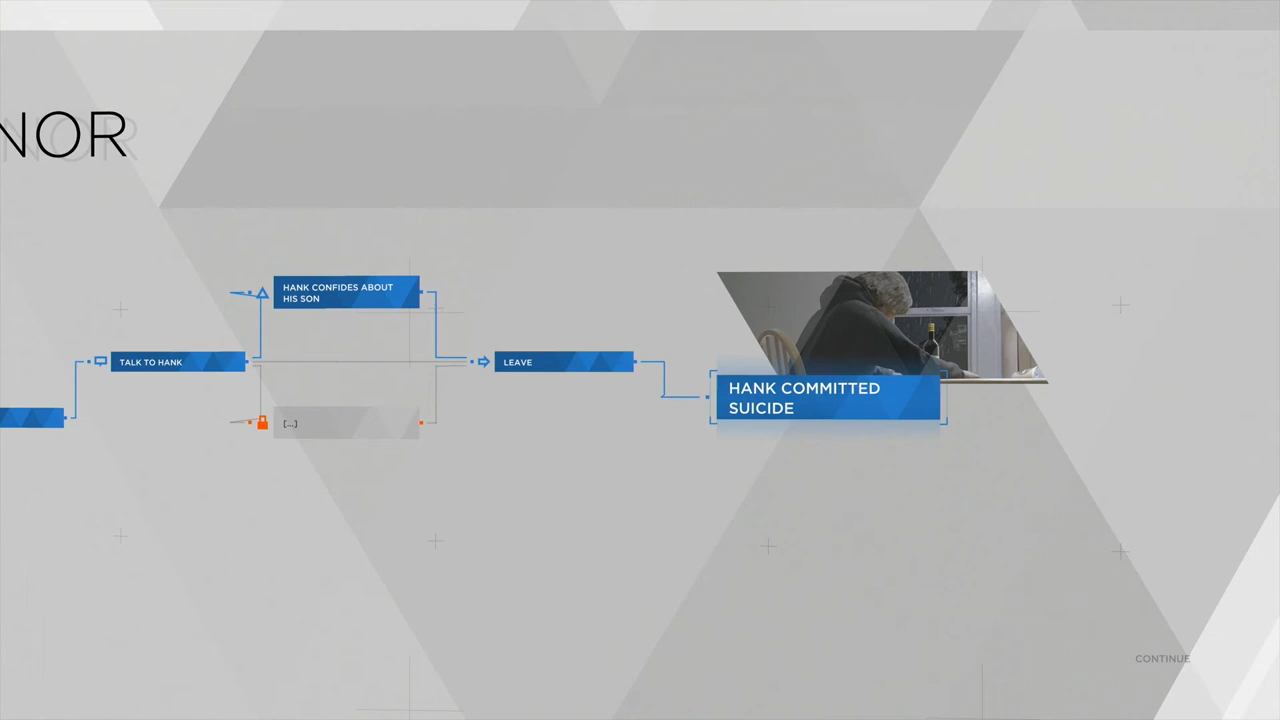 NOR
HANK CONFIDES ABOUT
HIS SON
TALK TO HANK
LEAVE
HANK COMMITTED
SUICIDE
[...]
CONTINUE